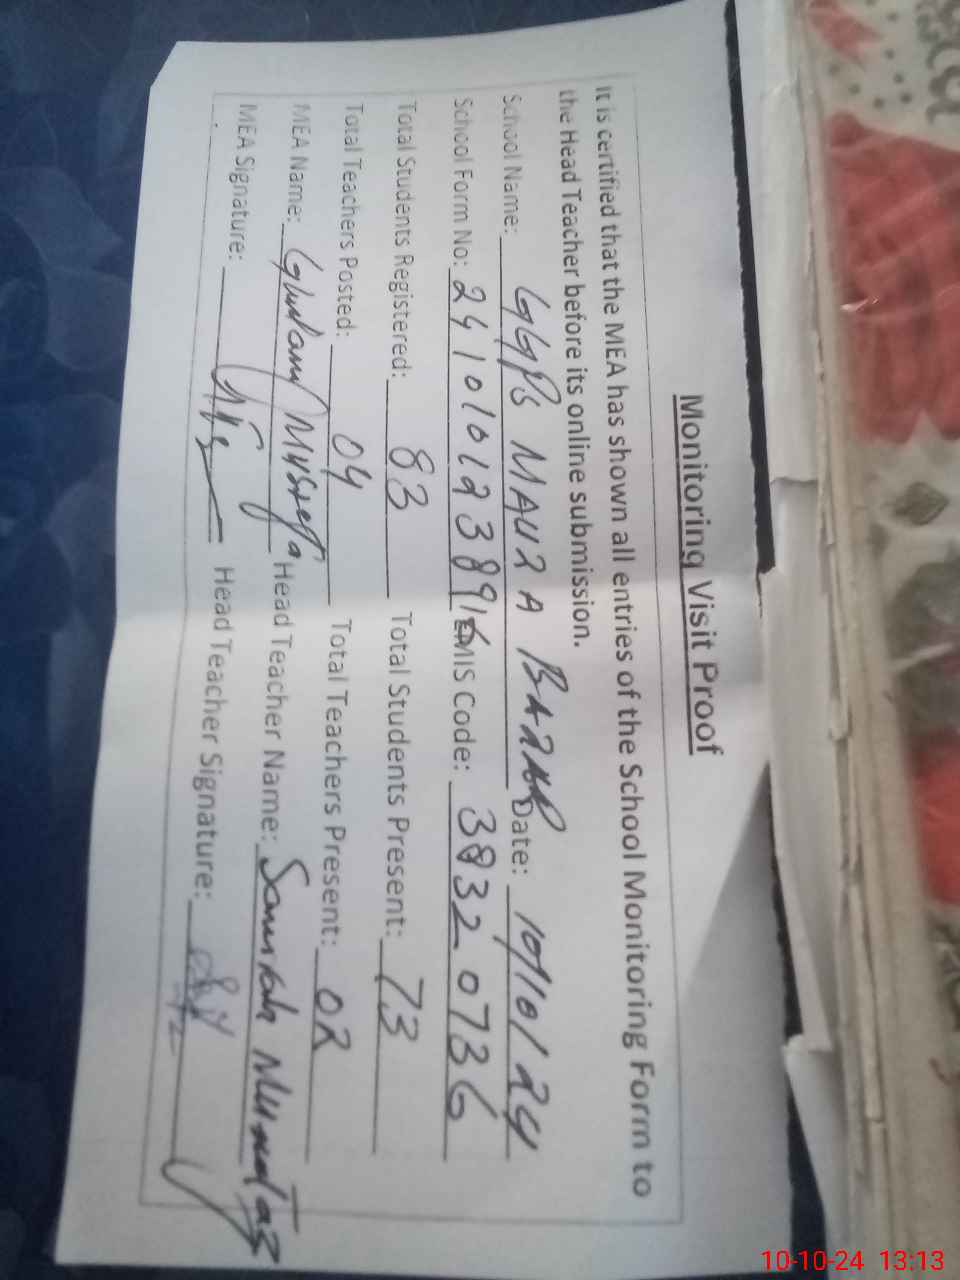 Monitoring Visit Proof
It is certified that the MEA has shown all entries of the School Monitoring Form to
the Head Teacher before its online submission.
School Name: GGPS MAUZA Date: 10/10/24
School Form No: EMIS Code: 38320736
Total Students Registered: 83 Total Students Present: 73
Total Teachers Posted: 04 Total Teachers Present:
MEA Name: Ghulam Mustafa Head Teacher Name: Mumtaz
MEA Signature: Head Teacher Signature:
10-10-24 13:13